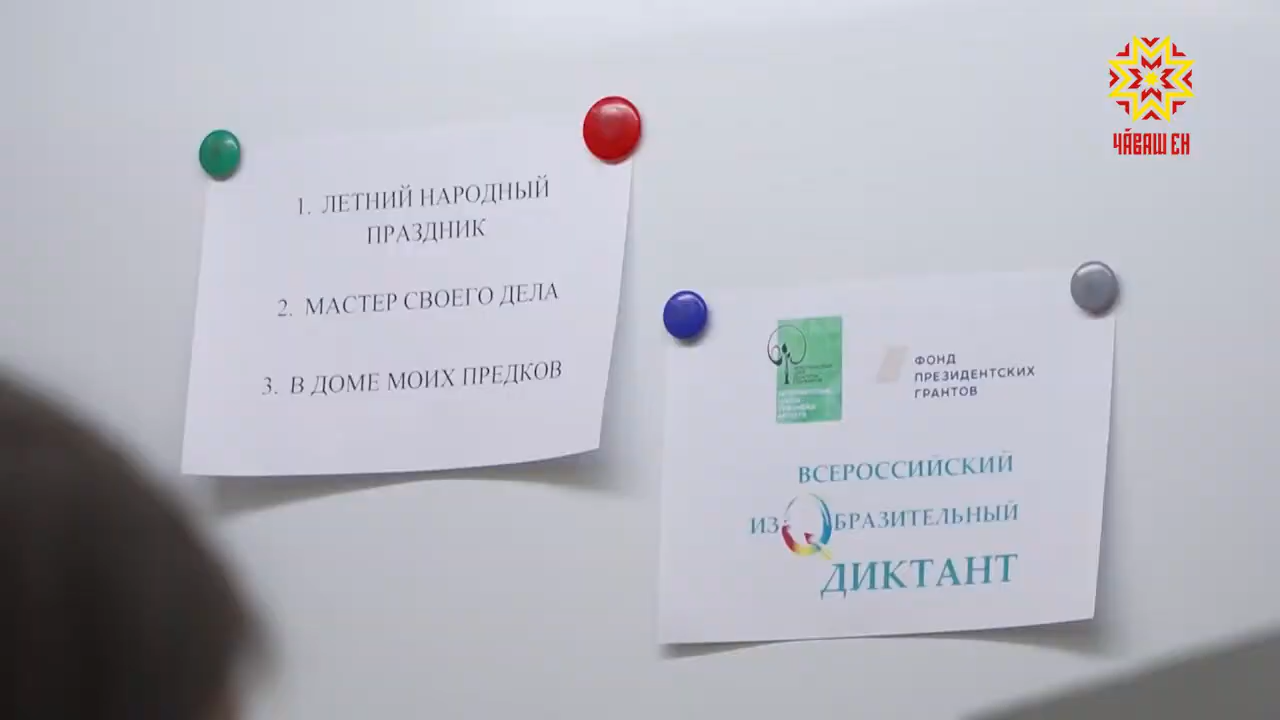 ЧӐВАШ ЕН
1. ЛЕТНИЙ НАРОДНЫЙ
ПРАЗДНИК
2. МАСТЕР СВОЕГО ДЕЛА
3. В ДОМЕ МОИХ ПРЕДКОВ
ФОНД
ПРЕЗИДЕНТСКИХ
ГРАНТОВ
ВСЕРОССИЙСКИЙ
ИЗОБРАЗИТЕЛЬНЫЙ
ДИКТАНТ